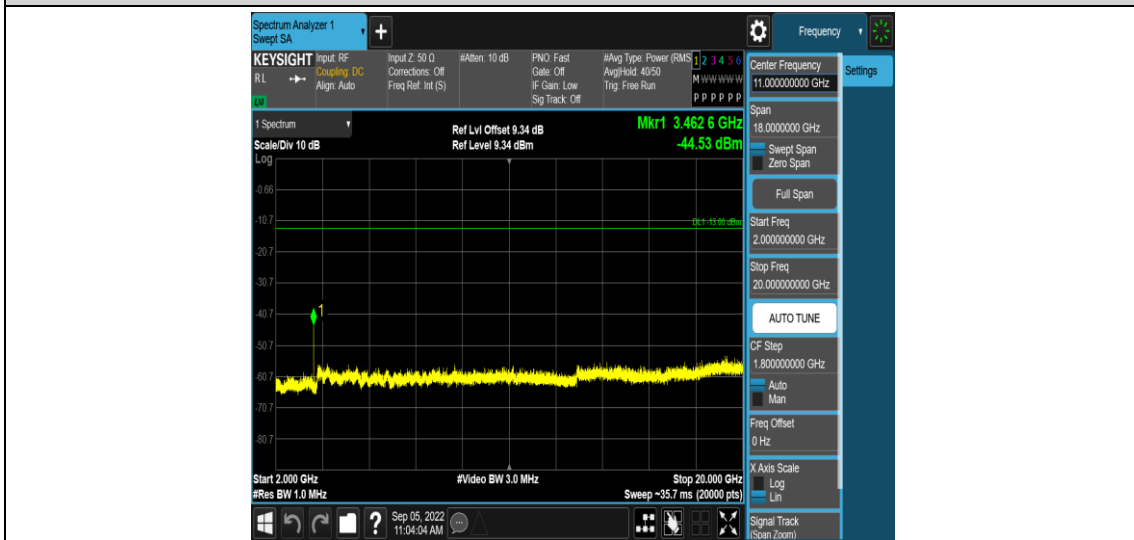 Spectrum Analyzer 1
Swept SA
+
Frequency
KEYSIGHT
RL
LXI
Input: RF
Coupling: DC
Align: Auto
Input Z: 50 Ω
Corrections: Off
Freq Ref: Int (S)
#Atten: 10 dB
PNO: Fast
Gate: Off
IF Gain: Low
Sig Track: Off
#Avg Type: Power (RMS
Avg|Hold: 40/50
Trig: Free Run
1 2 3 4 5 6
M W W W W W
P P P P P P
1 Spectrum
Scale/Div 10 dB
Log
Ref Lvl Offset 9.34 dB
Ref Level 9.34 dBm
Mkr1 3.462 6 GHz
-44.53 dBm
-0.66
-10.7
DL1 -13.00 dBm
-20.7
-30.7
-40.7
1
-50.7
-60.7
-70.7
-80.7
Start 2.000 GHz
#Video BW 3.0 MHz
Stop 20.000 GHz
#Res BW 1.0 MHz
Sweep ~35.7 ms (20000 pts)
Sep 05, 2022
11:04:04 AM
?
Center Frequency
11.000000000 GHz
Settings
Span
18.0000000 GHz
Swept Span
Zero Span
Full Span
Start Freq
2.000000000 GHz
Stop Freq
20.000000000 GHz
AUTO TUNE
CF Step
1.800000000 GHz
Auto
Man
Freq Offset
0 Hz
X Axis Scale
Log
Lin
Signal Track
(Span Zoom)